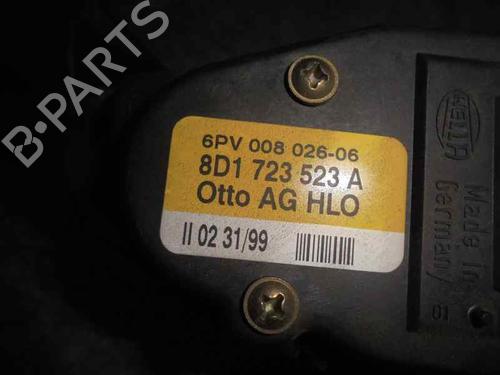 6PV 008 026-06
8D1 723 523 A
Otto AG HLO
II 02 31/99
HELLA
Made in
Germany
01
B-PARTS